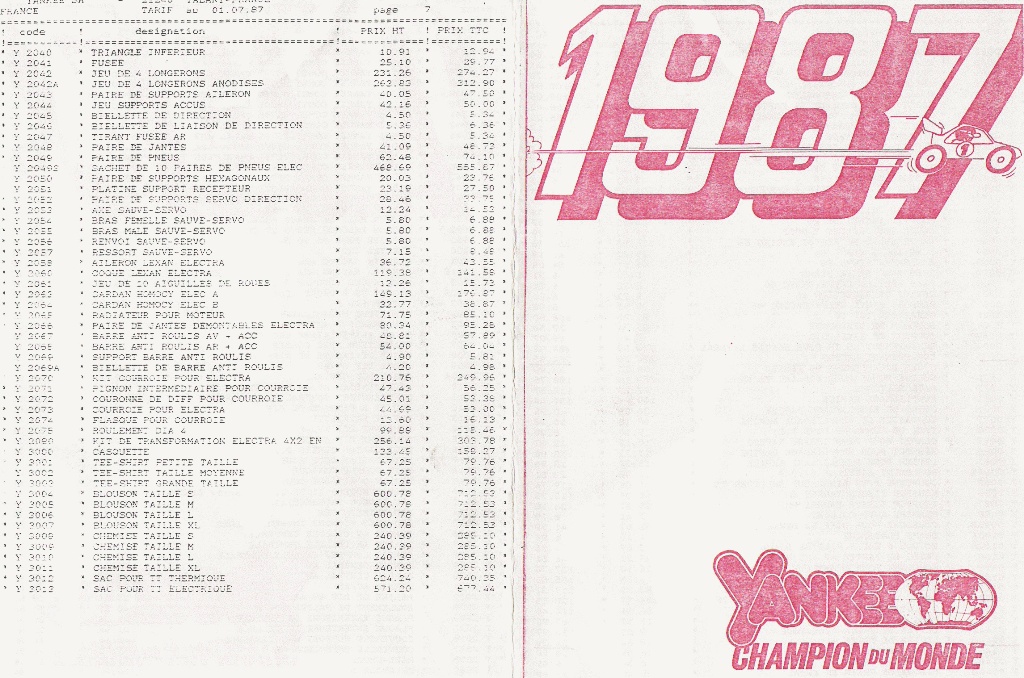 FRANCE TARIF au 01.07.87 page 7
! code ! designation ! PRIX HT ! PRIX TTC !
* Y 2040 * TRIANGLE INFERIEUR * 10.91 * 12.94 *
* Y 2041 * FUSEE * 25.10 * 29.77 *
* Y 2042 * JEU DE 4 LONGERONS * 231.26 * 274.27 *
* Y 2042A * JEU DE 4 LONGERONS ANODISES * 263.83 * 312.90 *
* Y 2043 * PAIRE DE SUPPORTS AILERON * 40.05 * 47.50 *
* Y 2044 * JEU SUPPORTS ACCUS * 42.16 * 50.00 *
* Y 2045 * BIELLETTE DE DIRECTION * 4.50 * 5.34 *
* Y 2046 * BIELLETTE DE LIAISON DE DIRECTION * 5.36 * 6.36 *
* Y 2047 * TIRANT FUSEE AR * 4.50 * 5.34 *
* Y 2048 * PAIRE DE JANTES * 41.09 * 48.73 *
* Y 2049 * PAIRE DE PNEUS * 62.48 * 74.10 *
* Y 2049S * SACHET DE 10 PAIRES DE PNEUS ELEC * 468.69 * 555.87 *
* Y 2050 * PAIRE DE SUPPORTS HEXAGONAUX * 20.03 * 23.76 *
* Y 2051 * PLATINE SUPPORT RECEPTEUR * 23.19 * 27.50 *
* Y 2052 * PAIRE DE SUPPORTS SERVO DIRECTION * 28.46 * 33.75 *
* Y 2053 * AXE SAUVE-SERVO * 12.24 * 14.52 *
* Y 2054 * BRAS FEMELLE SAUVE-SERVO * 5.80 * 6.88 *
* Y 2055 * BRAS MALE SAUVE-SERVO * 5.80 * 6.88 *
* Y 2056 * RENVOI SAUVE-SERVO * 5.80 * 6.88 *
* Y 2057 * RESSORT SAUVE-SERVO * 7.15 * 8.48 *
* Y 2058 * AILERON LEXAN ELECTRA * 36.72 * 43.55 *
* Y 2060 * COQUE LEXAN ELECTRA * 119.38 * 141.58 *
* Y 2061 * JEU DE 10 AIGUILLES DE ROUES * 13.26 * 15.73 *
* Y 2063 * CARDAN HOMOCY ELEC A * 149.13 * 176.87 *
* Y 2064 * CARDAN HOMOCY ELEC B * 32.77 * 38.87 *
* Y 2065 * RADIATEUR POUR MOTEUR * 71.75 * 85.10 *
* Y 2066 * PAIRE DE JANTES DEMONTABLES ELECTRA * 80.34 * 95.28 *
* Y 2067 * BARRE ANTI ROULIS AV + ACC * 48.81 * 57.89 *
* Y 2068 * BARRE ANTI ROULIS AR + ACC * 54.00 * 64.04 *
* Y 2069 * SUPPORT BARRE ANTI ROULIS * 4.90 * 5.81 *
* Y 2069A * BIELLETTE DE BARRE ANTI ROULIS * 4.20 * 4.98 *
* Y 2070 * KIT COURROIE POUR ELECTRA * 210.76 * 249.96 *
* Y 2071 * PIGNON INTERMEDIAIRE POUR COURROIE * 47.43 * 56.25 *
* Y 2072 * COURONNE DE DIFF POUR COURROIE * 45.01 * 53.38 *
* Y 2073 * COURROIE POUR ELECTRA * 44.69 * 53.00 *
* Y 2074 * FLASQUE POUR COURROIE * 13.60 * 16.13 *
* Y 2075 * ROULEMENT DIA 4 * 99.88 * 118.46 *
* Y 2080 * KIT DE TRANSFORMATION ELECTRA 4X2 EN * 256.14 * 303.78 *
* Y 3000 * CASQUETTE * 133.45 * 158.27 *
* Y 3001 * TEE-SHIRT PETITE TAILLE * 67.25 * 79.76 *
* Y 3002 * TEE-SHIRT TAILLE MOYENNE * 67.25 * 79.76 *
* Y 3003 * TEE-SHIRT GRANDE TAILLE * 67.25 * 79.76 *
* Y 3004 * BLOUSON TAILLE S * 600.78 * 712.53 *
* Y 3005 * BLOUSON TAILLE M * 600.78 * 712.53 *
* Y 3006 * BLOUSON TAILLE L * 600.78 * 712.53 *
* Y 3007 * BLOUSON TAILLE XL * 600.78 * 712.53 *
* Y 3008 * CHEMISE TAILLE S * 240.39 * 285.10 *
* Y 3009 * CHEMISE TAILLE M * 240.39 * 285.10 *
* Y 3010 * CHEMISE TAILLE L * 240.39 * 285.10 *
* Y 3011 * CHEMISE TAILLE XL * 240.39 * 285.10 *
* Y 3012 * SAC POUR TT THERMIQUE * 624.24 * 740.35 *
* Y 3013 * SAC POUR TT ELECTRIQUE * 571.20 * 677.44 *
1987
YANKEE
CHAMPION DU MONDE